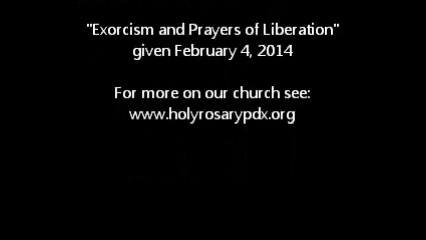 "Exorcism and Prayers of Liberation"
given February 4, 2014
For more on our church see:
www.holyrosarypdx.org